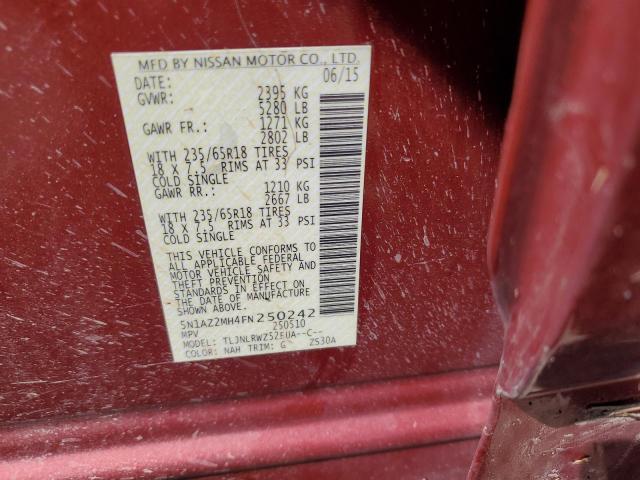 MFD BY NISSAN MOTOR CO., LTD.
DATE: 06/15
GVWR: 2395 KG
5280 LB
GAWR FR.: 1271 KG
2802 LB
WITH 235/65R18 TIRES
18 X 7.5 RIMS AT 33 PSI
COLD SINGLE
GAWR RR.: 1210 KG
2667 LB
WITH 235/65R18 TIRES
18 X 7.5 RIMS AT 33 PSI
COLD SINGLE
THIS VEHICLE CONFORMS TO
ALL APPLICABLE FEDERAL
MOTOR VEHICLE SAFETY AND
THEFT PREVENTION
STANDARDS IN EFFECT ON
THE DATE OF MANUFACTURE
SHOWN ABOVE.
5N1AZ2MH4FN250242
MPV 250510
MODEL: TLJNLRWZ52EUA--C--
COLOR: NAH TRIM: G ZS30A